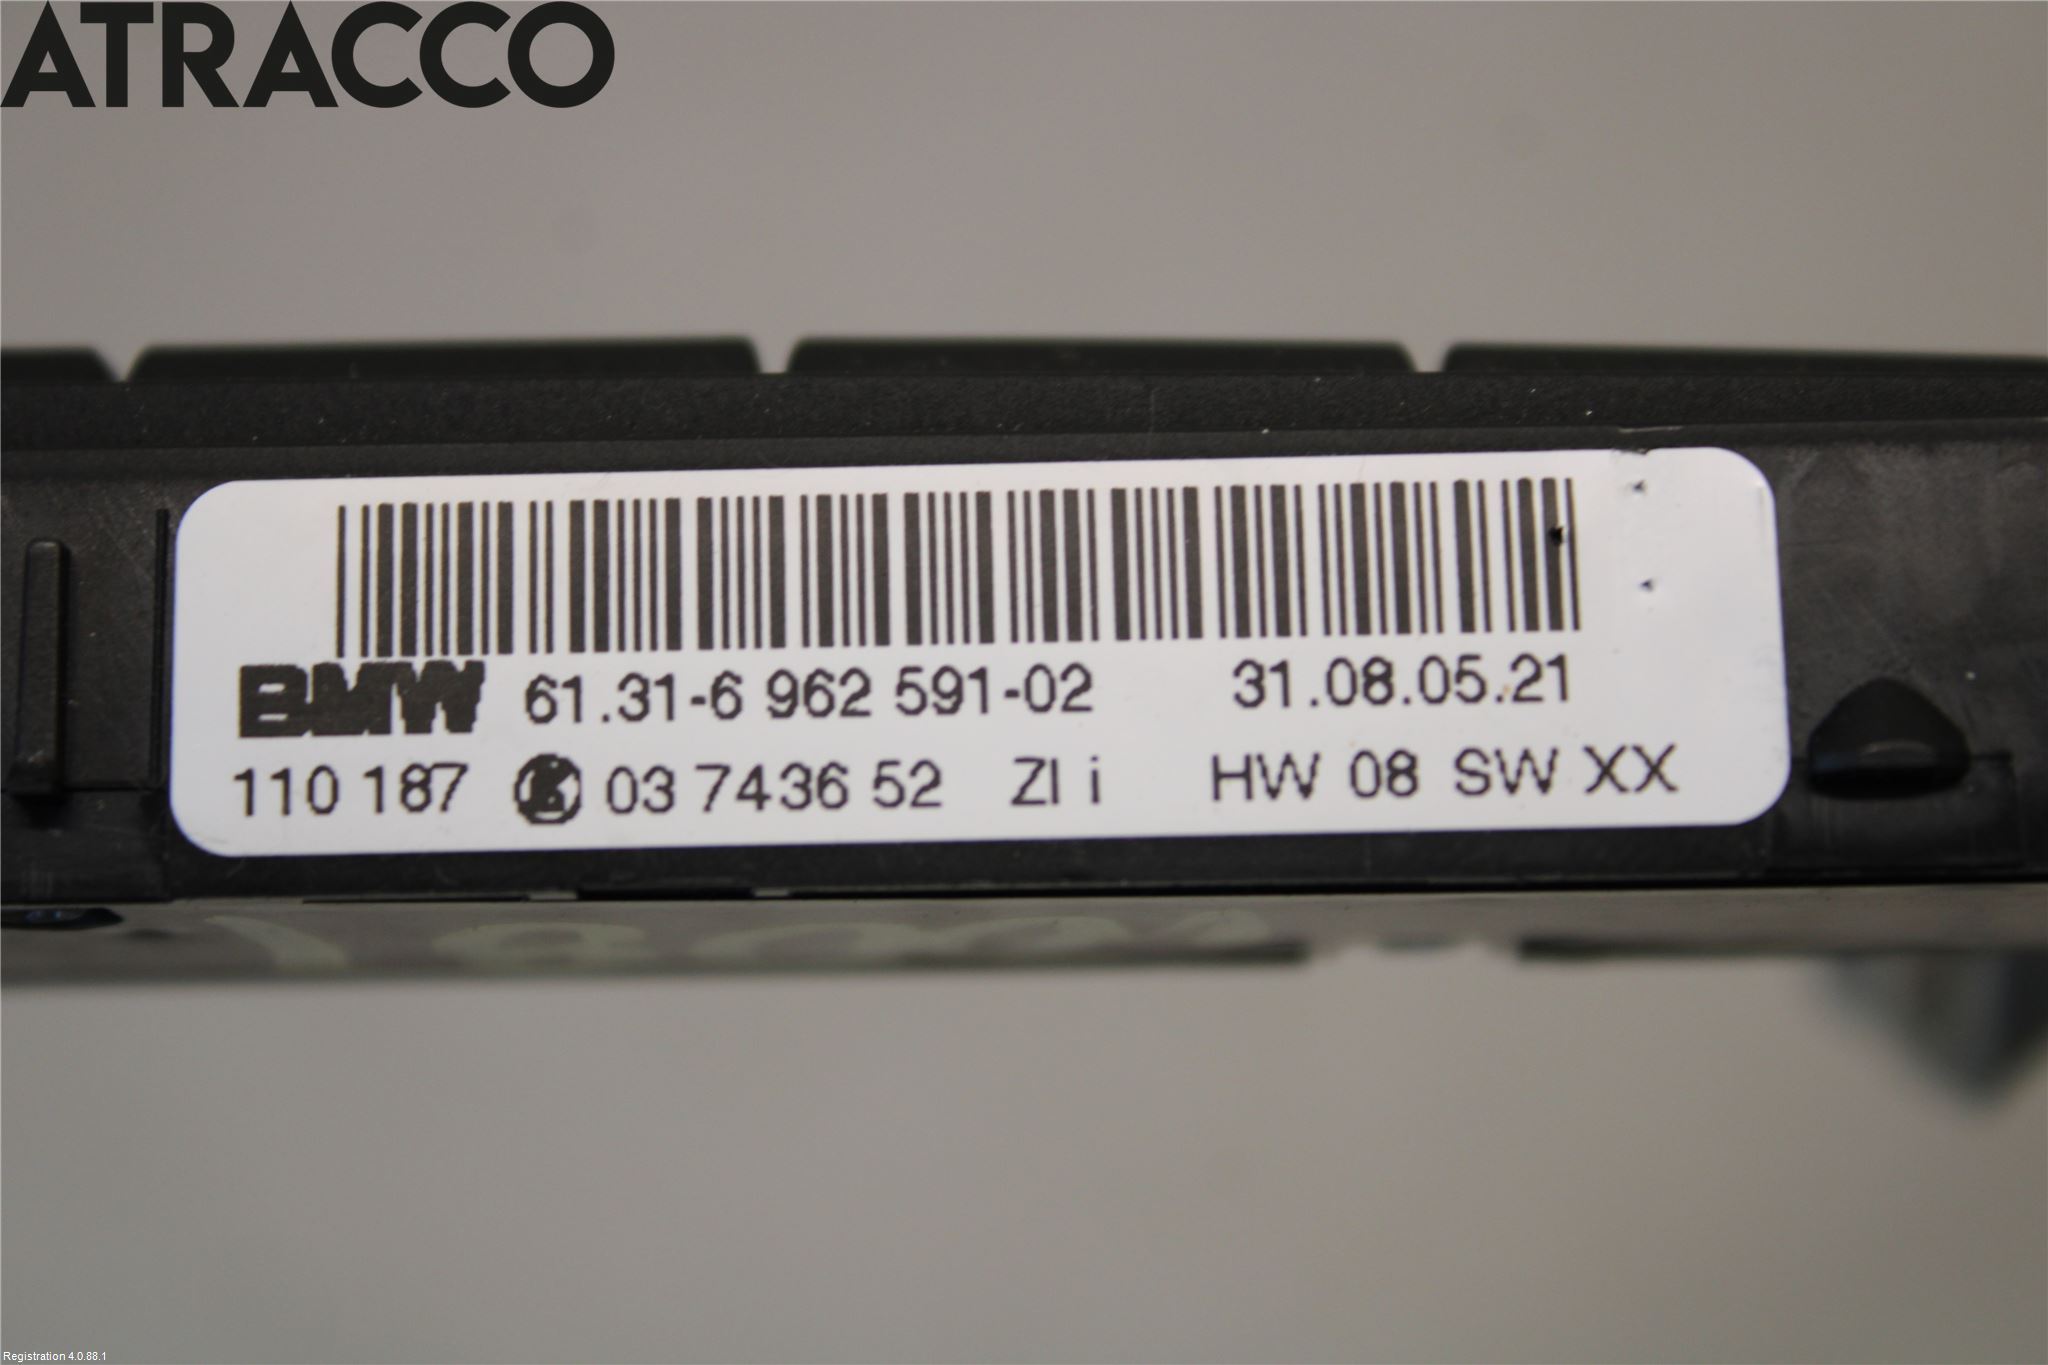 ATRACCO
BMW 61.31-6 962 591-02 31.08.05.21
110 187 03 7436 52 ZI i HW 08 SW XX
Registration 4.0.88.1